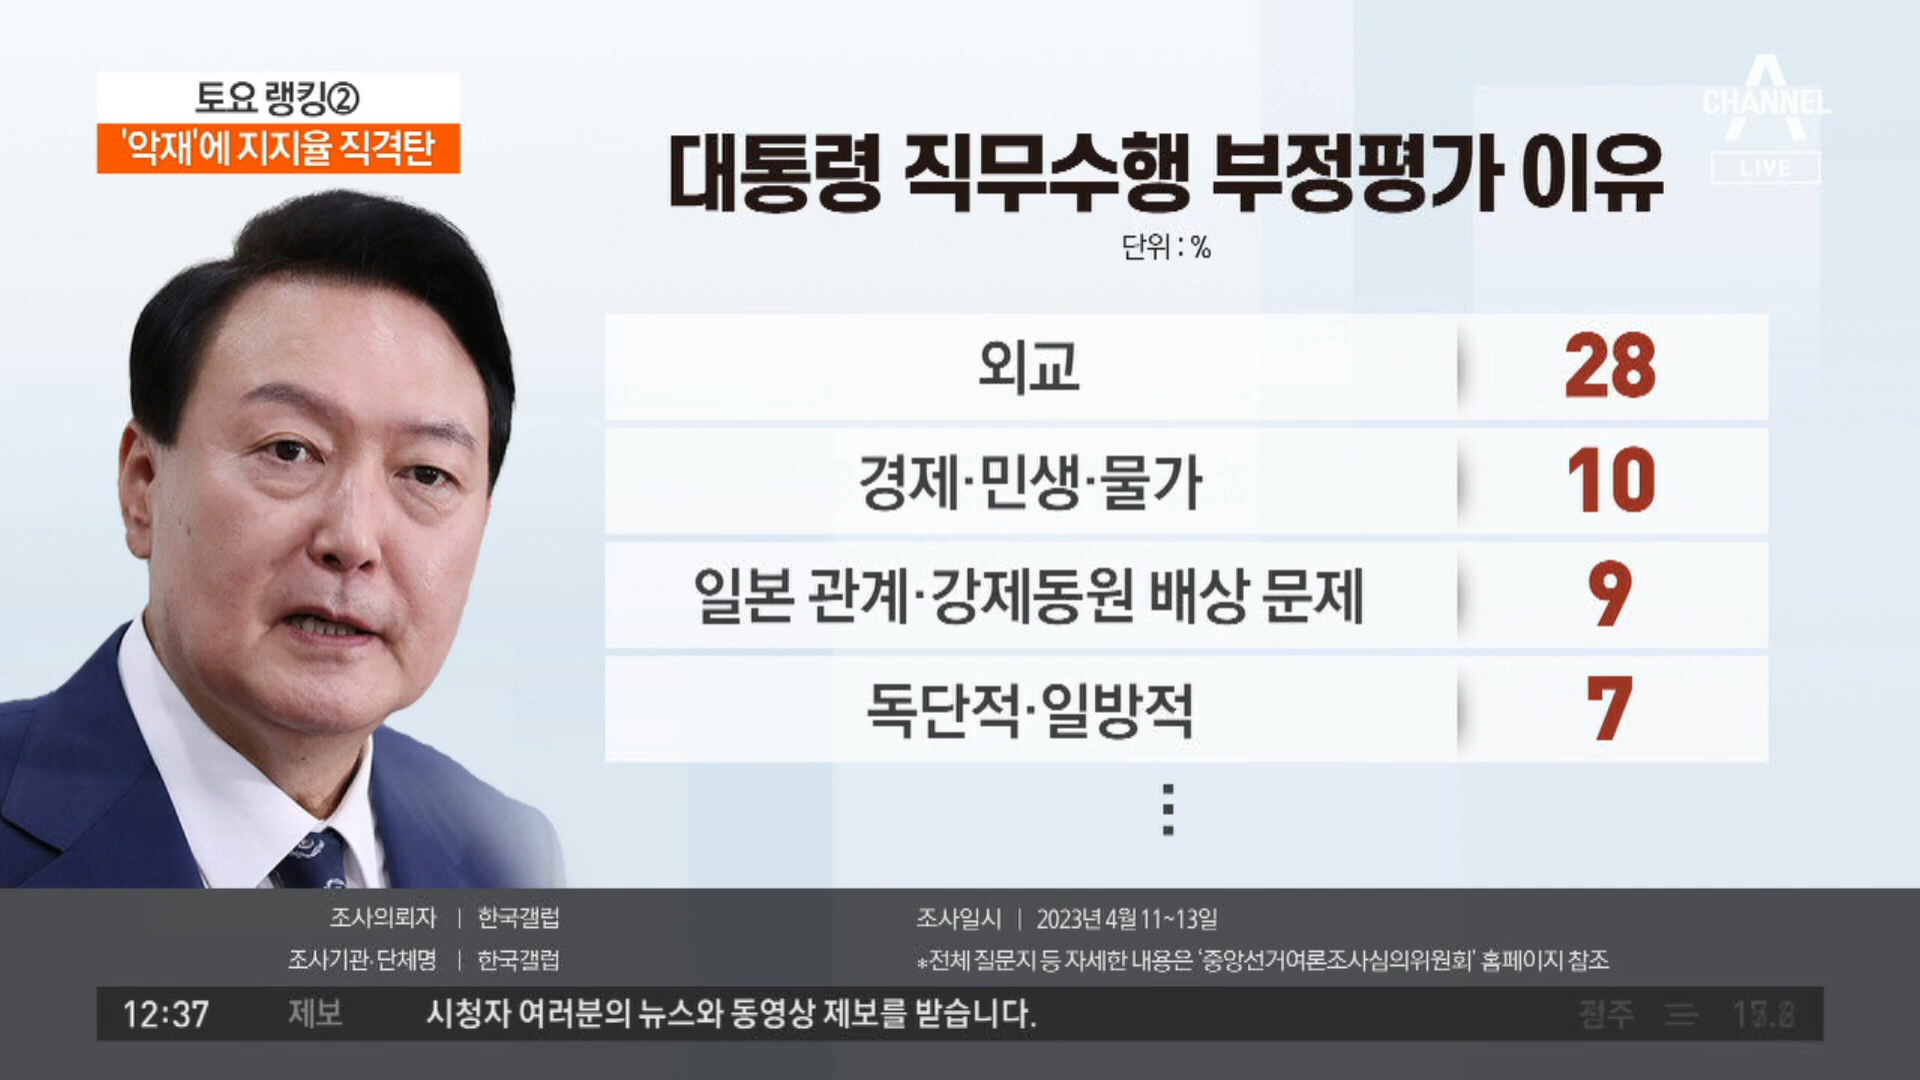 토요 랭킹②
'악재'에 지지율 직격탄
CHANNEL A
LIVE
대통령 직무수행 부정평가 이유
단위 : %
외교 28
경제·민생·물가 10
일본 관계·강제동원 배상 문제 9
독단적·일방적 7
⋮
조사의뢰자 | 한국갤럽
조사기관·단체명 | 한국갤럽
조사일시 | 2023년 4월 11~13일
*전체 질문지 등 자세한 내용은 '중앙선거여론조사심의위원회' 홈페이지 참조
12:37 제보 시청자 여러분의 뉴스와 동영상 제보를 받습니다.